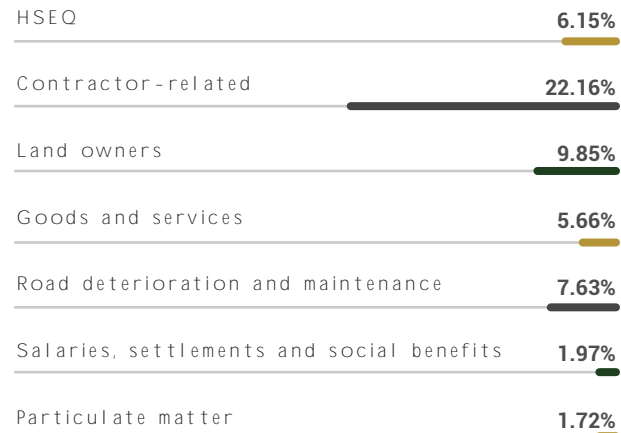 HSEQ 6.15%
Contractor-related 22.16%
Land owners 9.85%
Goods and services 5.66%
Road deterioration and maintenance 7.63%
Salaries, settlements and social benefits 1.97%
Particulate matter 1.72%